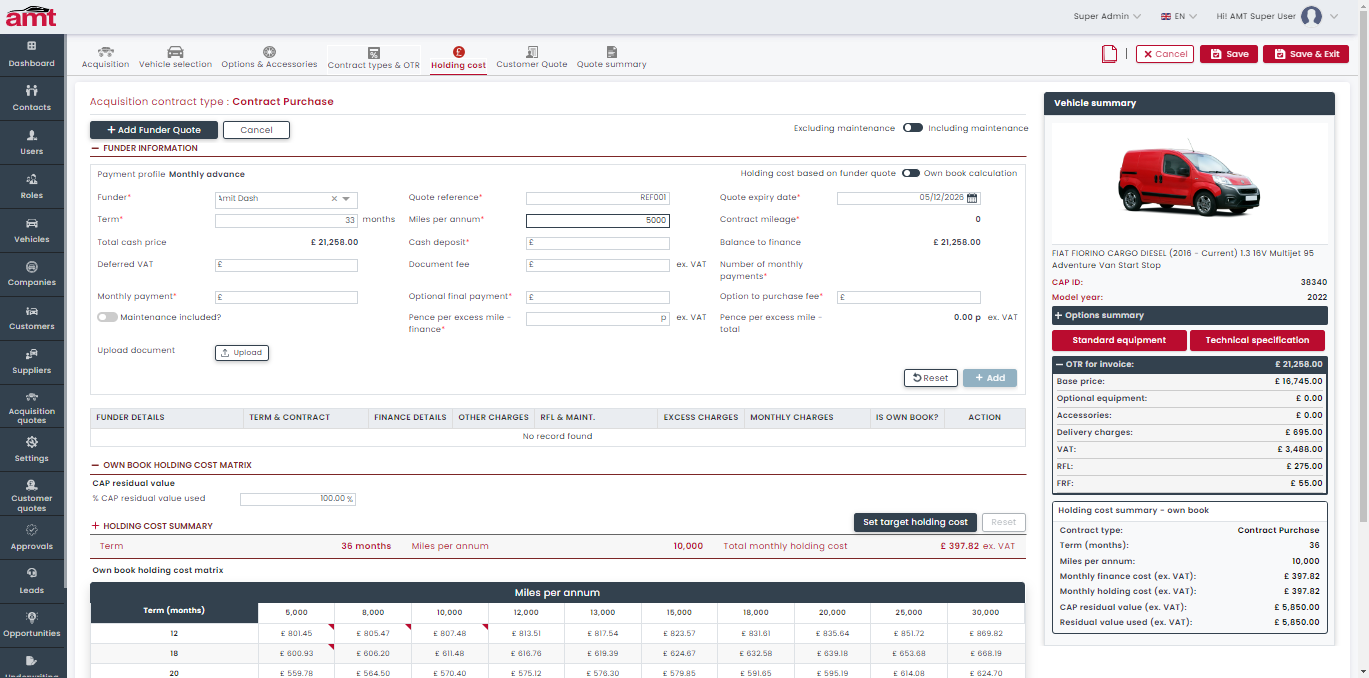 amt
Super Admin EN Hi! AMT Super User
Dashboard
Contacts
Users
Roles
Vehicles
Companies
Customers
Suppliers
Acquisition quotes
Settings
Customer quotes
Approvals
Leads
Opportunities
Underwriting
Acquisition Vehicle selection Options & Accessories Contract types & OTR Holding cost Customer Quote Quote summary
Cancel Save Save & Exit
Acquisition contract type : Contract Purchase
+ Add Funder Quote Cancel
Excluding maintenance Including maintenance
FUNDER INFORMATION
Payment profile Monthly advance
Holding cost based on funder quote Own book calculation
Funder* Amit Dash Quote reference* REF001 Quote expiry date* 05/12/2026
Term* 33 months Miles per annum* 5000 Contract mileage* 0
Total cash price £ 21,258.00 Cash deposit* £ Balance to finance £ 21,258.00
Deferred VAT £ Document fee £ ex. VAT Number of monthly payments*
Monthly payment* £ Optional final payment* £ Option to purchase fee* £
Maintenance included? Pence per excess mile - finance* p ex. VAT Pence per excess mile - total 0.00 p ex. VAT
Upload document Upload
Reset + Add
FUNDER DETAILS TERM & CONTRACT FINANCE DETAILS OTHER CHARGES RFL & MAINT. EXCESS CHARGES MONTHLY CHARGES IS OWN BOOK? ACTION
No record found
OWN BOOK HOLDING COST MATRIX
CAP residual value
% CAP residual value used 100.00 %
HOLDING COST SUMMARY
Set target holding cost Reset
Term 36 months Miles per annum 10,000 Total monthly holding cost £ 397.82 ex. VAT
Own book holding cost matrix
Miles per annum
Term (months) 5,000 8,000 10,000 12,000 13,000 15,000 18,000 20,000 25,000 30,000
12 £ 801.45 £ 805.47 £ 807.48 £ 813.51 £ 817.54 £ 823.57 £ 831.61 £ 835.64 £ 851.72 £ 869.82
18 £ 600.93 £ 606.20 £ 611.48 £ 616.76 £ 619.39 £ 624.67 £ 632.58 £ 639.18 £ 653.68 £ 668.19
20 £ 559.78 £ 564.50 £ 570.40 £ 575.12 £ 576.30 £ 579.85 £ 591.65 £ 595.19 £ 614.08 £ 624.70
Vehicle summary
FIAT FIORINO CARGO DIESEL (2016 - Current) 1.3 16V Multijet 95
Adventure Van Start Stop
CAP ID: 38340
Model year: 2022
+ Options summary
Standard equipment Technical specification
OTR for invoice: £ 21,258.00
Base price: £ 16,745.00
Optional equipment: £ 0.00
Accessories: £ 0.00
Delivery charges: £ 695.00
VAT: £ 3,488.00
RFL: £ 275.00
FRF: £ 55.00
Holding cost summary - own book
Contract type: Contract Purchase
Term (months): 36
Miles per annum: 10,000
Monthly finance cost (ex. VAT): £ 397.82
Monthly holding cost (ex. VAT): £ 397.82
CAP residual value (ex. VAT): £ 5,850.00
Residual value used (ex. VAT): £ 5,850.00